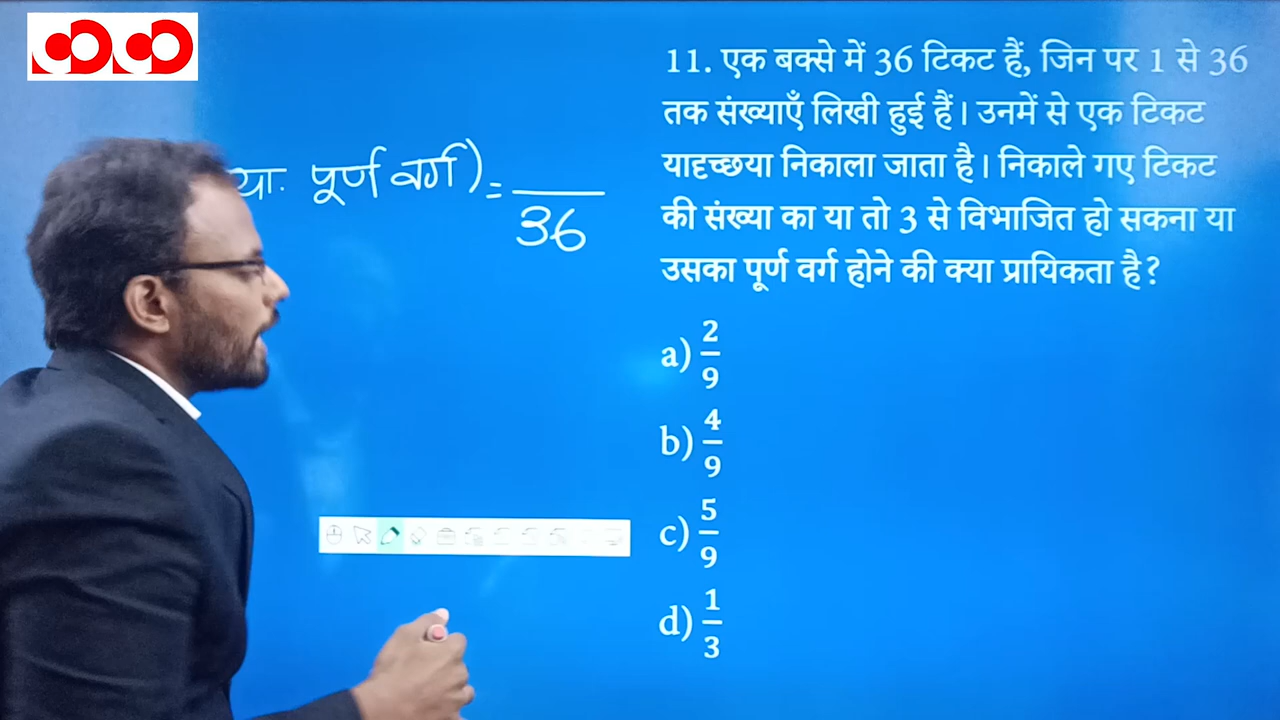 11. एक बक्से में 36 टिकट हैं, जिन पर 1 से 36
तक संख्याएँ लिखी हुई हैं। उनमें से एक टिकट
यादृच्छया निकाला जाता है। निकाले गए टिकट
की संख्या का या तो 3 से विभाजित हो सकना या
उसका पूर्ण वर्ग होने की क्या प्रायिकता है?
a) 2/9
b) 4/9
c) 5/9
d) 1/3
या. पूर्ण वर्ग) = 
36